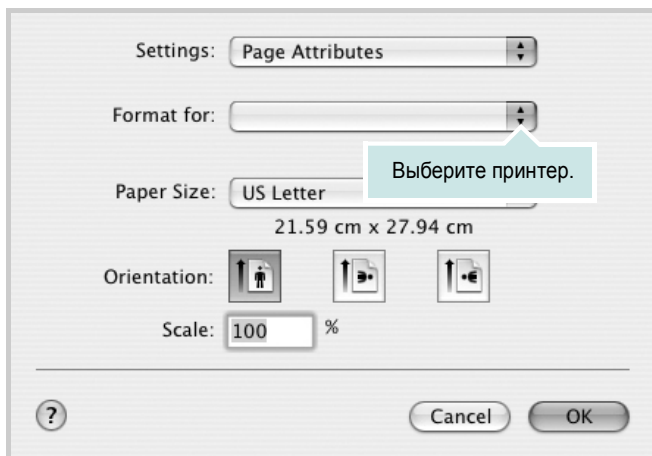 Settings: Page Attributes
Format for:
Выберите принтер.
Paper Size: US Letter
21.59 cm x 27.94 cm
Orientation:
Scale: 100 %
? Cancel OK